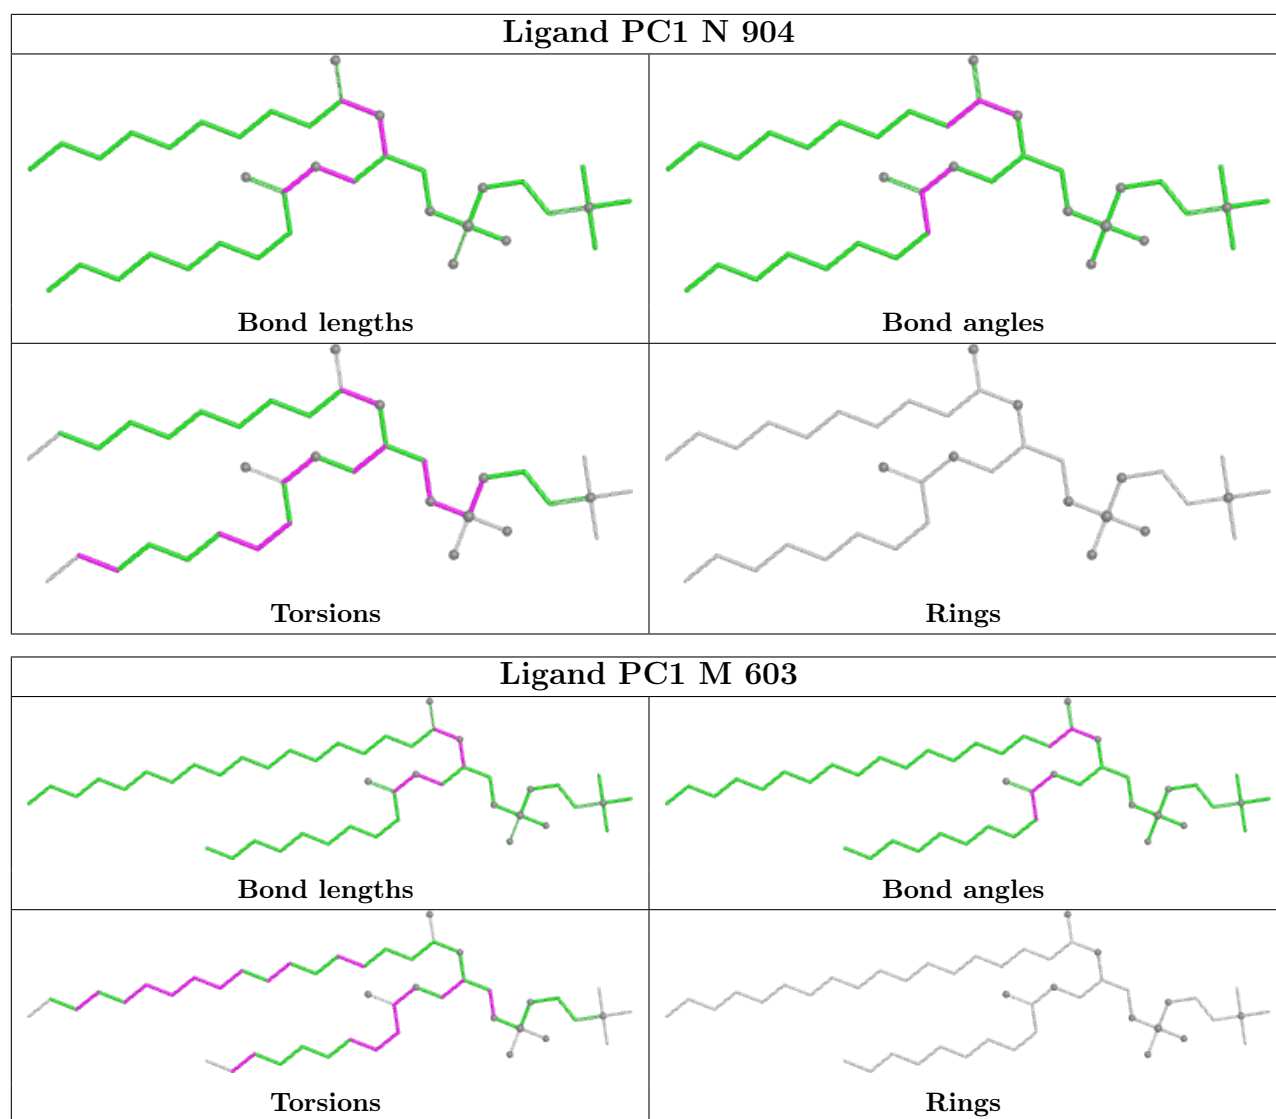 Ligand PC1 N 904
Bond lengths
Bond angles
Torsions
Rings
Ligand PC1 M 603
Bond lengths
Bond angles
Torsions
Rings